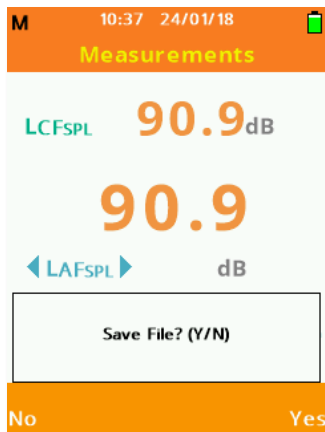 M 10:37 24/01/18
Measurements
LCFSPL 90.9dB
90.9
LAFSPL dB
Save File? (Y/N)
No Yes